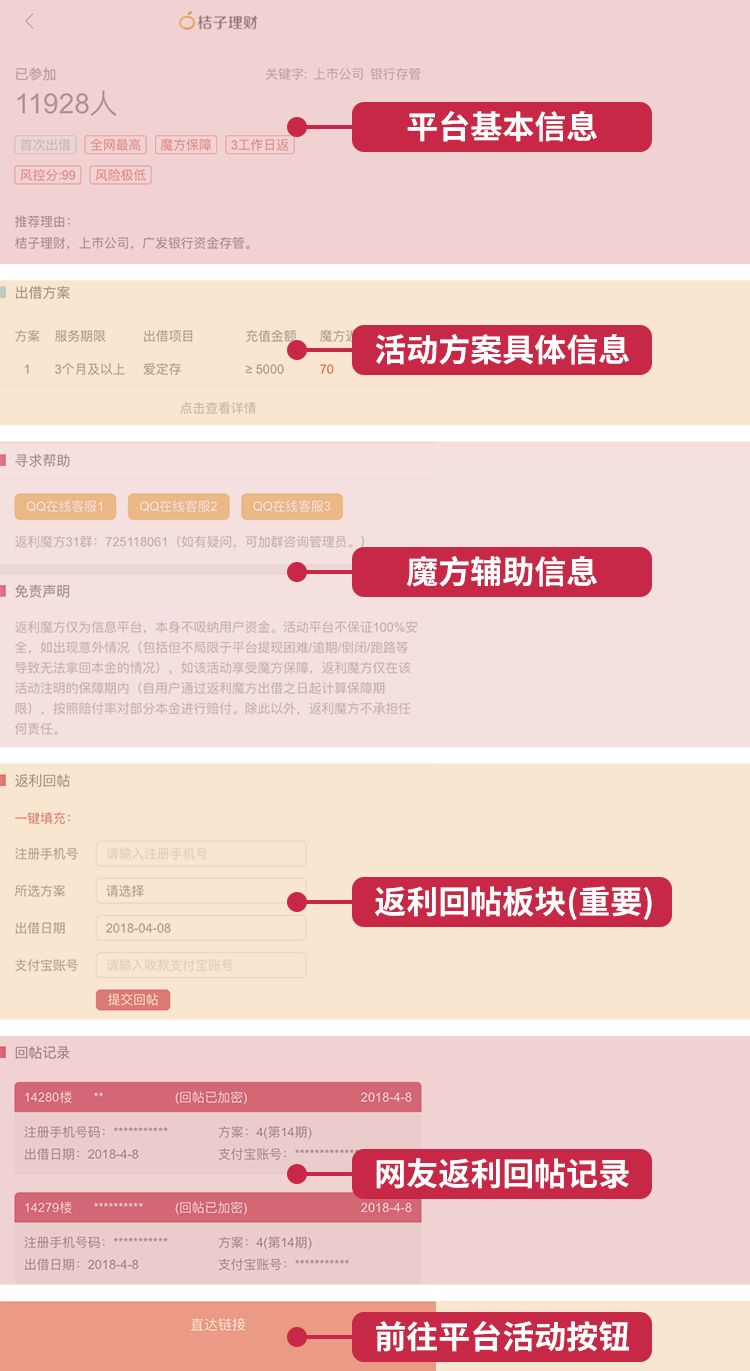 桔子理财
已参加
关键字: 上市公司 银行存管
11928人
平台基本信息
首次出借 全网最高 魔方保障 3工作日返
风控分:99 风险极低
推荐理由:
桔子理财，上市公司，广发银行资金存管。
出借方案
方案 服务期限 出借项目 充值金额 魔方返
活动方案具体信息
1 3个月及以上 爱定存 ≥ 5000 70
点击查看详情
寻求帮助
QQ在线客服1 QQ在线客服2 QQ在线客服3
返利魔方31群：725118061（如有疑问，可加群咨询管理员。）
魔方辅助信息
免责声明
返利魔方仅为信息平台，本身不吸纳用户资金。活动平台不保证100%安
全，如出现意外情况（包括但不局限于平台提现困难/逾期/倒闭/跑路等
导致无法拿回本金的情况），如该活动享受魔方保障，返利魔方仅在该
活动注明的保障期内（自用户通过返利魔方出借之日起计算保障期
限），按照赔付率对部分本金进行赔付。除此以外，返利魔方不承担任
何责任。
返利回帖
一键填充：
注册手机号 请输入注册手机号
所选方案 请选择
返利回帖板块(重要)
出借日期 2018-04-08
支付宝账号 请输入收款支付宝账号
提交回帖
回帖记录
14280楼 ** (回帖已加密) 2018-4-8
注册手机号码：*********** 方案：4(第14期)
出借日期：2018-4-8 支付宝账号：*************
网友返利回帖记录
14279楼 ********** (回帖已加密) 2018-4-8
注册手机号码：*********** 方案：4(第14期)
出借日期：2018-4-8 支付宝账号：***********
直达链接
前往平台活动按钮